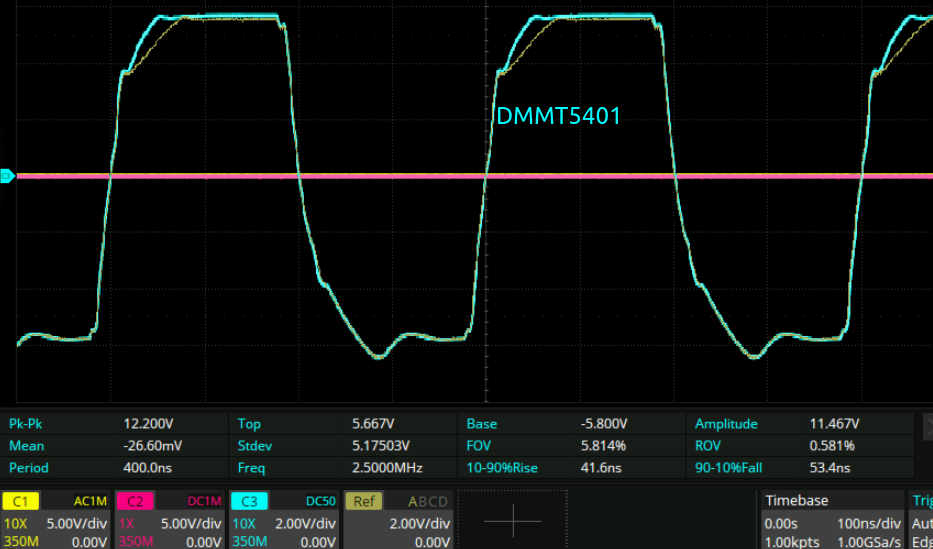 DMMT5401
C3
Pk-Pk 12.200V Top 5.667V Base -5.800V Amplitude 11.467V
Mean -26.60mV Stdev 5.17503V FOV 5.814% ROV 0.581%
Period 400.0ns Freq 2.5000MHz 10-90%Rise 41.6ns 90-10%Fall 53.4ns
C1 AC1M C2 DC1M C3 DC50 Ref ABCD Timebase Trig
10X 5.00V/div 1X 5.00V/div 10X 2.00V/div 2.00V/div 0.00s 100ns/div Aut
350M 0.00V 350M 0.00V 350M 0.00V 0.00V 1.00kpts 1.00GSa/s Edg